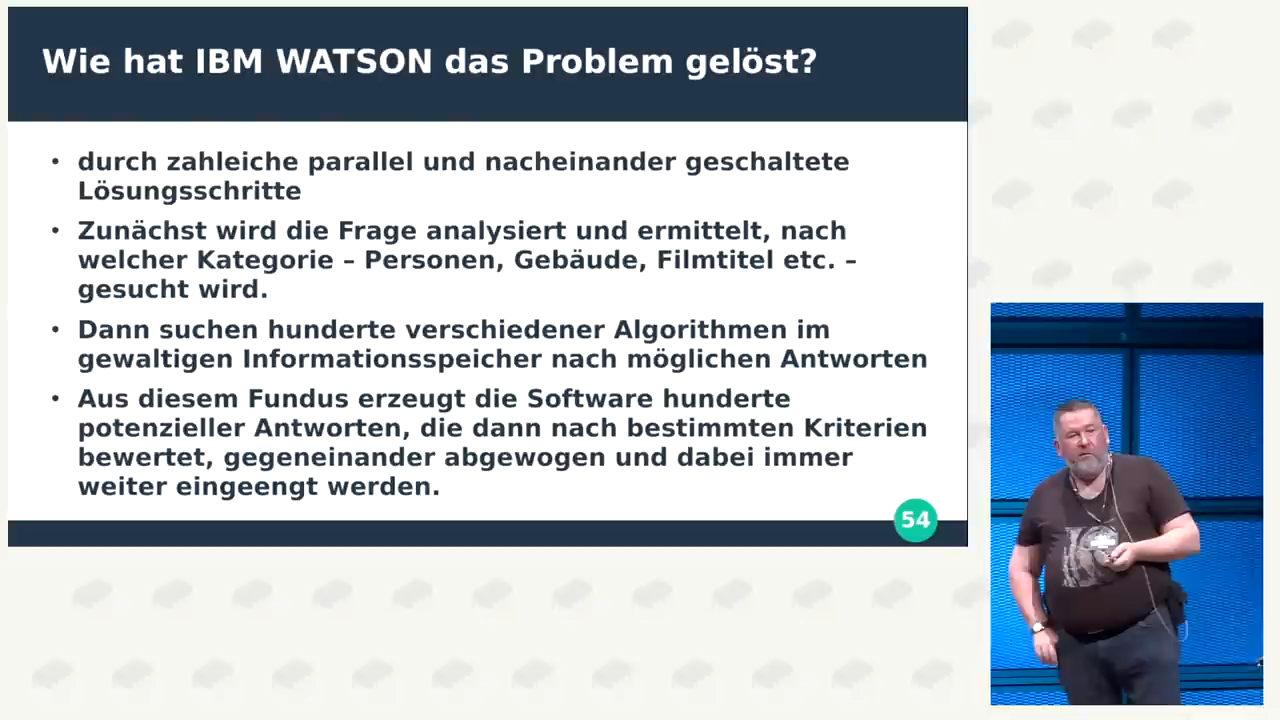 Wie hat IBM WATSON das Problem gelöst?
• durch zahleiche parallel und nacheinander geschaltete
Lösungsschritte
• Zunächst wird die Frage analysiert und ermittelt, nach
welcher Kategorie – Personen, Gebäude, Filmtitel etc. –
gesucht wird.
• Dann suchen hunderte verschiedener Algorithmen im
gewaltigen Informationsspeicher nach möglichen Antworten
• Aus diesem Fundus erzeugt die Software hunderte
potenzieller Antworten, die dann nach bestimmten Kriterien
bewertet, gegeneinander abgewogen und dabei immer
weiter eingeengt werden.
54